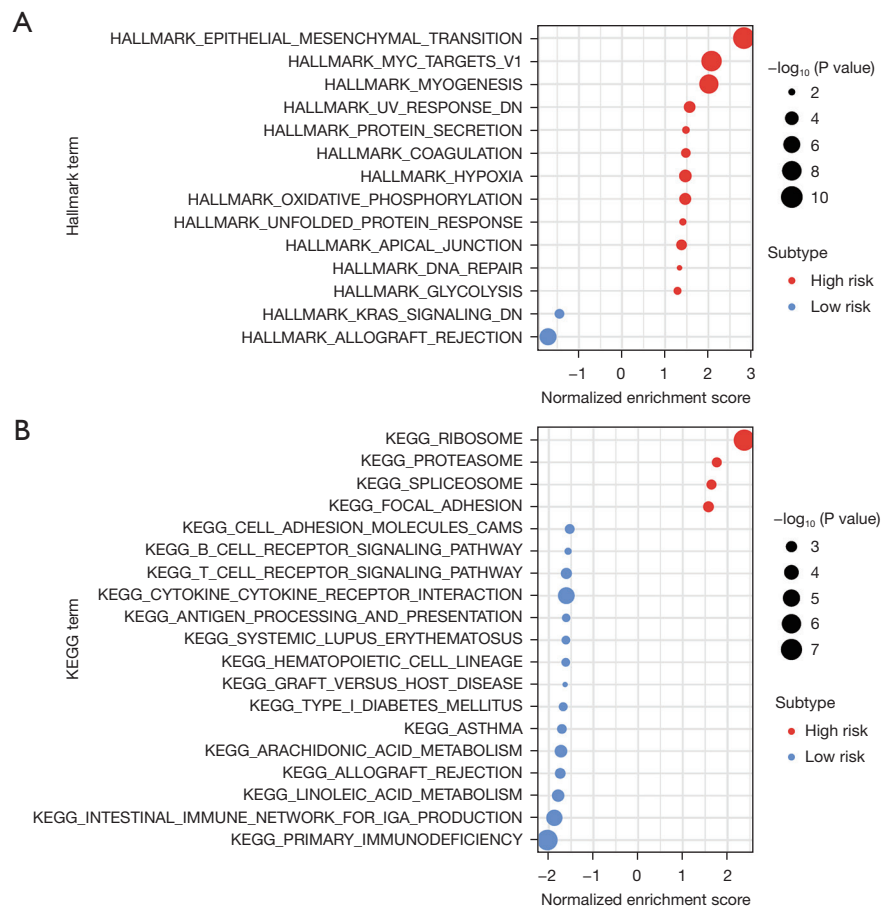 A
HALLMARK_EPITHELIAL_MESENCHYMAL_TRANSITION
HALLMARK_MYC_TARGETS_V1
HALLMARK_MYOGENESIS
HALLMARK_UV_RESPONSE_DN
HALLMARK_PROTEIN_SECRETION
HALLMARK_COAGULATION
HALLMARK_HYPOXIA
HALLMARK_OXIDATIVE_PHOSPHORYLATION
HALLMARK_UNFOLDED_PROTEIN_RESPONSE
HALLMARK_APICAL_JUNCTION
HALLMARK_DNA_REPAIR
HALLMARK_GLYCOLYSIS
HALLMARK_KRAS_SIGNALING_DN
HALLMARK_ALLOGRAFT_REJECTION
Hallmark term
−1 0 1 2 3
Normalized enrichment score
−log10 (P value)
2
4
6
8
10
Subtype
High risk
Low risk
B
KEGG_RIBOSOME
KEGG_PROTEASOME
KEGG_SPLICEOSOME
KEGG_FOCAL_ADHESION
KEGG_CELL_ADHESION_MOLECULES_CAMS
KEGG_B_CELL_RECEPTOR_SIGNALING_PATHWAY
KEGG_T_CELL_RECEPTOR_SIGNALING_PATHWAY
KEGG_CYTOKINE_CYTOKINE_RECEPTOR_INTERACTION
KEGG_ANTIGEN_PROCESSING_AND_PRESENTATION
KEGG_SYSTEMIC_LUPUS_ERYTHEMATOSUS
KEGG_HEMATOPOIETIC_CELL_LINEAGE
KEGG_GRAFT_VERSUS_HOST_DISEASE
KEGG_TYPE_I_DIABETES_MELLITUS
KEGG_ASTHMA
KEGG_ARACHIDONIC_ACID_METABOLISM
KEGG_ALLOGRAFT_REJECTION
KEGG_LINOLEIC_ACID_METABOLISM
KEGG_INTESTINAL_IMMUNE_NETWORK_FOR_IGA_PRODUCTION
KEGG_PRIMARY_IMMUNODEFICIENCY
KEGG term
−2 −1 0 1 2
Normalized enrichment score
−log10 (P value)
3
4
5
6
7
Subtype
High risk
Low risk